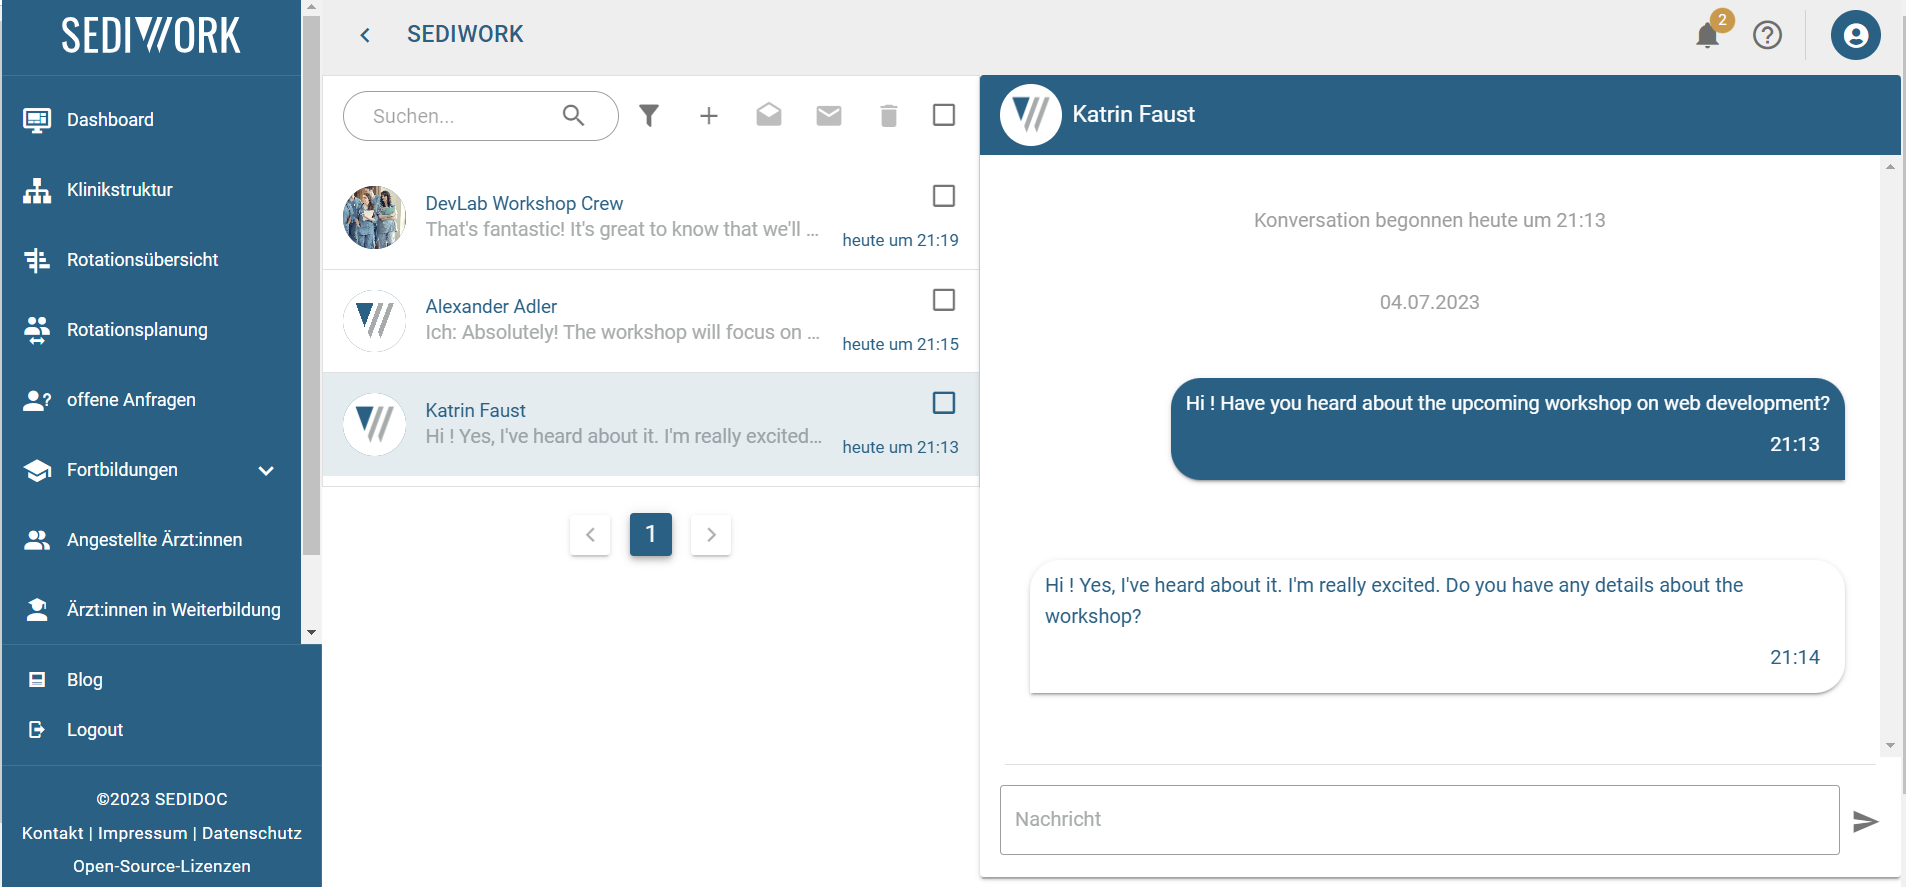 SEDIWORK
Dashboard
Klinikstruktur
Rotationsübersicht
Rotationsplanung
offene Anfragen
Fortbildungen
Angestellte Ärzt:innen
Ärzt:innen in Weiterbildung
Blog
Logout
©2023 SEDIDOC
Kontakt | Impressum | Datenschutz
Open-Source-Lizenzen
SEDIWORK
2
Suchen...
DevLab Workshop Crew
That's fantastic! It's great to know that we'll ...
heute um 21:19
Alexander Adler
Ich: Absolutely! The workshop will focus on ...
heute um 21:15
Katrin Faust
Hi ! Yes, I've heard about it. I'm really excited...
heute um 21:13
1
Katrin Faust
Konversation begonnen heute um 21:13
04.07.2023
Hi ! Have you heard about the upcoming workshop on web development?
21:13
Hi ! Yes, I've heard about it. I'm really excited. Do you have any details about the
workshop?
21:14
Nachricht